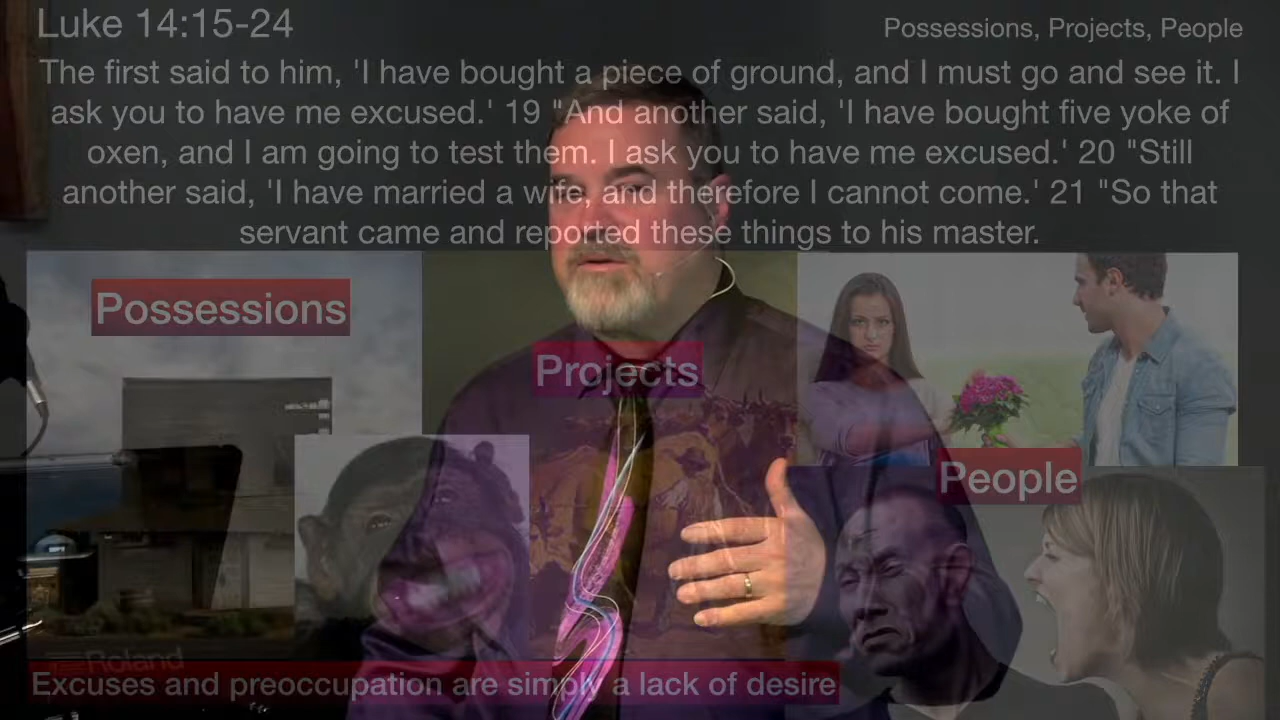 Luke 14:15-24
Possessions, Projects, People
The first said to him, 'I have bought a piece of ground, and I must go and see it. I
ask you to have me excused.' 19 "And another said, 'I have bought five yoke of
oxen, and I am going to test them. I ask you to have me excused.' 20 "Still
another said, 'I have married a wife, and therefore I cannot come.' 21 "So that
servant came and reported these things to his master.
Possessions
Projects
People
Roland
Excuses and preoccupation are simply a lack of desire